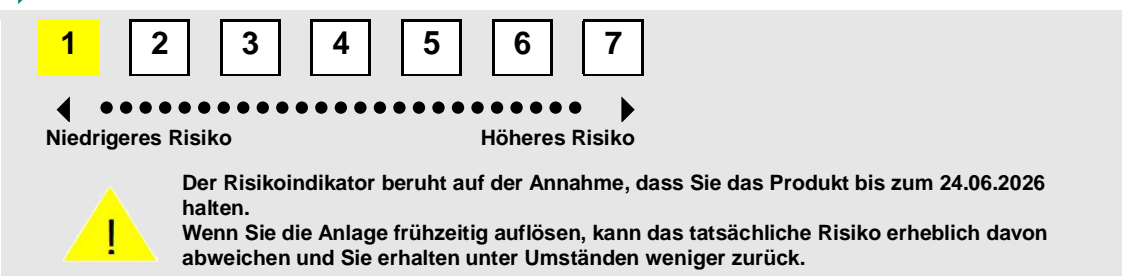 1 2 3 4 5 6 7
Niedrigeres Risiko Höheres Risiko
Der Risikoindikator beruht auf der Annahme, dass Sie das Produkt bis zum 24.06.2026
halten.
!
Wenn Sie die Anlage frühzeitig auflösen, kann das tatsächliche Risiko erheblich davon
abweichen und Sie erhalten unter Umständen weniger zurück.